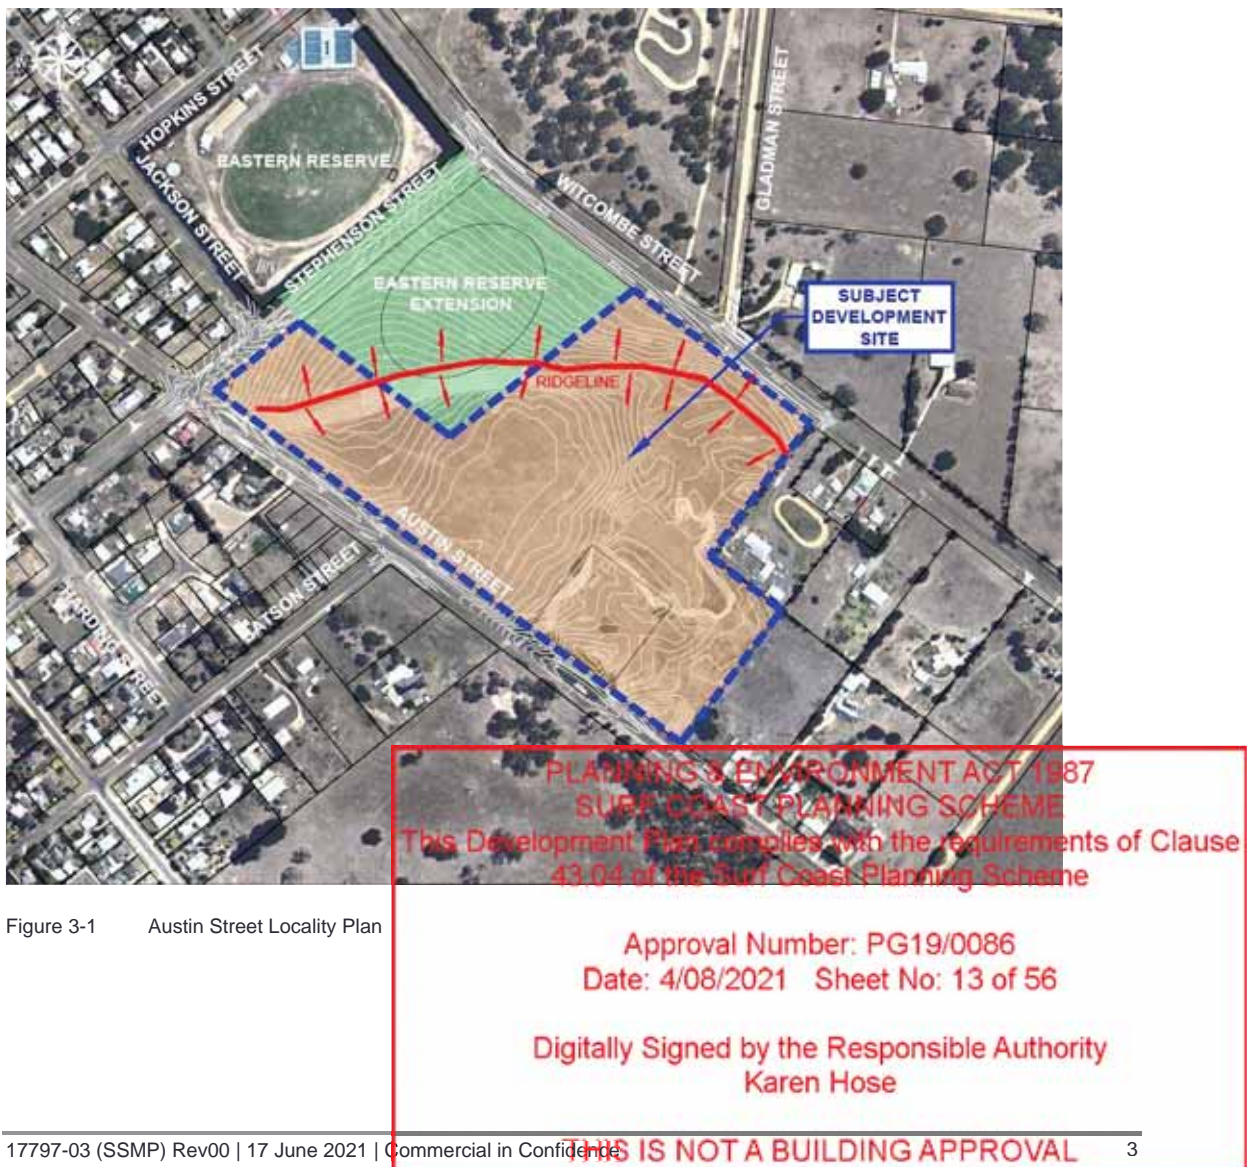 HOPKINS STREET
JACKSON STREET
EASTERN RESERVE
STEPHENSON STREET
WITCOMBE STREET
GLADMAN STREET
EASTERN RESERVE
EXTENSION
SUBJECT
DEVELOPMENT
SITE
RIDGELINE
AUSTIN STREET
STREET
PLANNING & ENVIRONMENT ACT 1987
SURF COAST PLANNING SCHEME
This Development Plan complies with the requirements of Clause
43.04 of the Surf Coast Planning Scheme
Figure 3-1 Austin Street Locality Plan
Approval Number: PG19/0086
Date: 4/08/2021 Sheet No: 13 of 56
Digitally Signed by the Responsible Authority
Karen Hose
17797-03 (SSMP) Rev00 | 17 June 2021 | Commercial in Confidence
THIS IS NOT A BUILDING APPROVAL
3